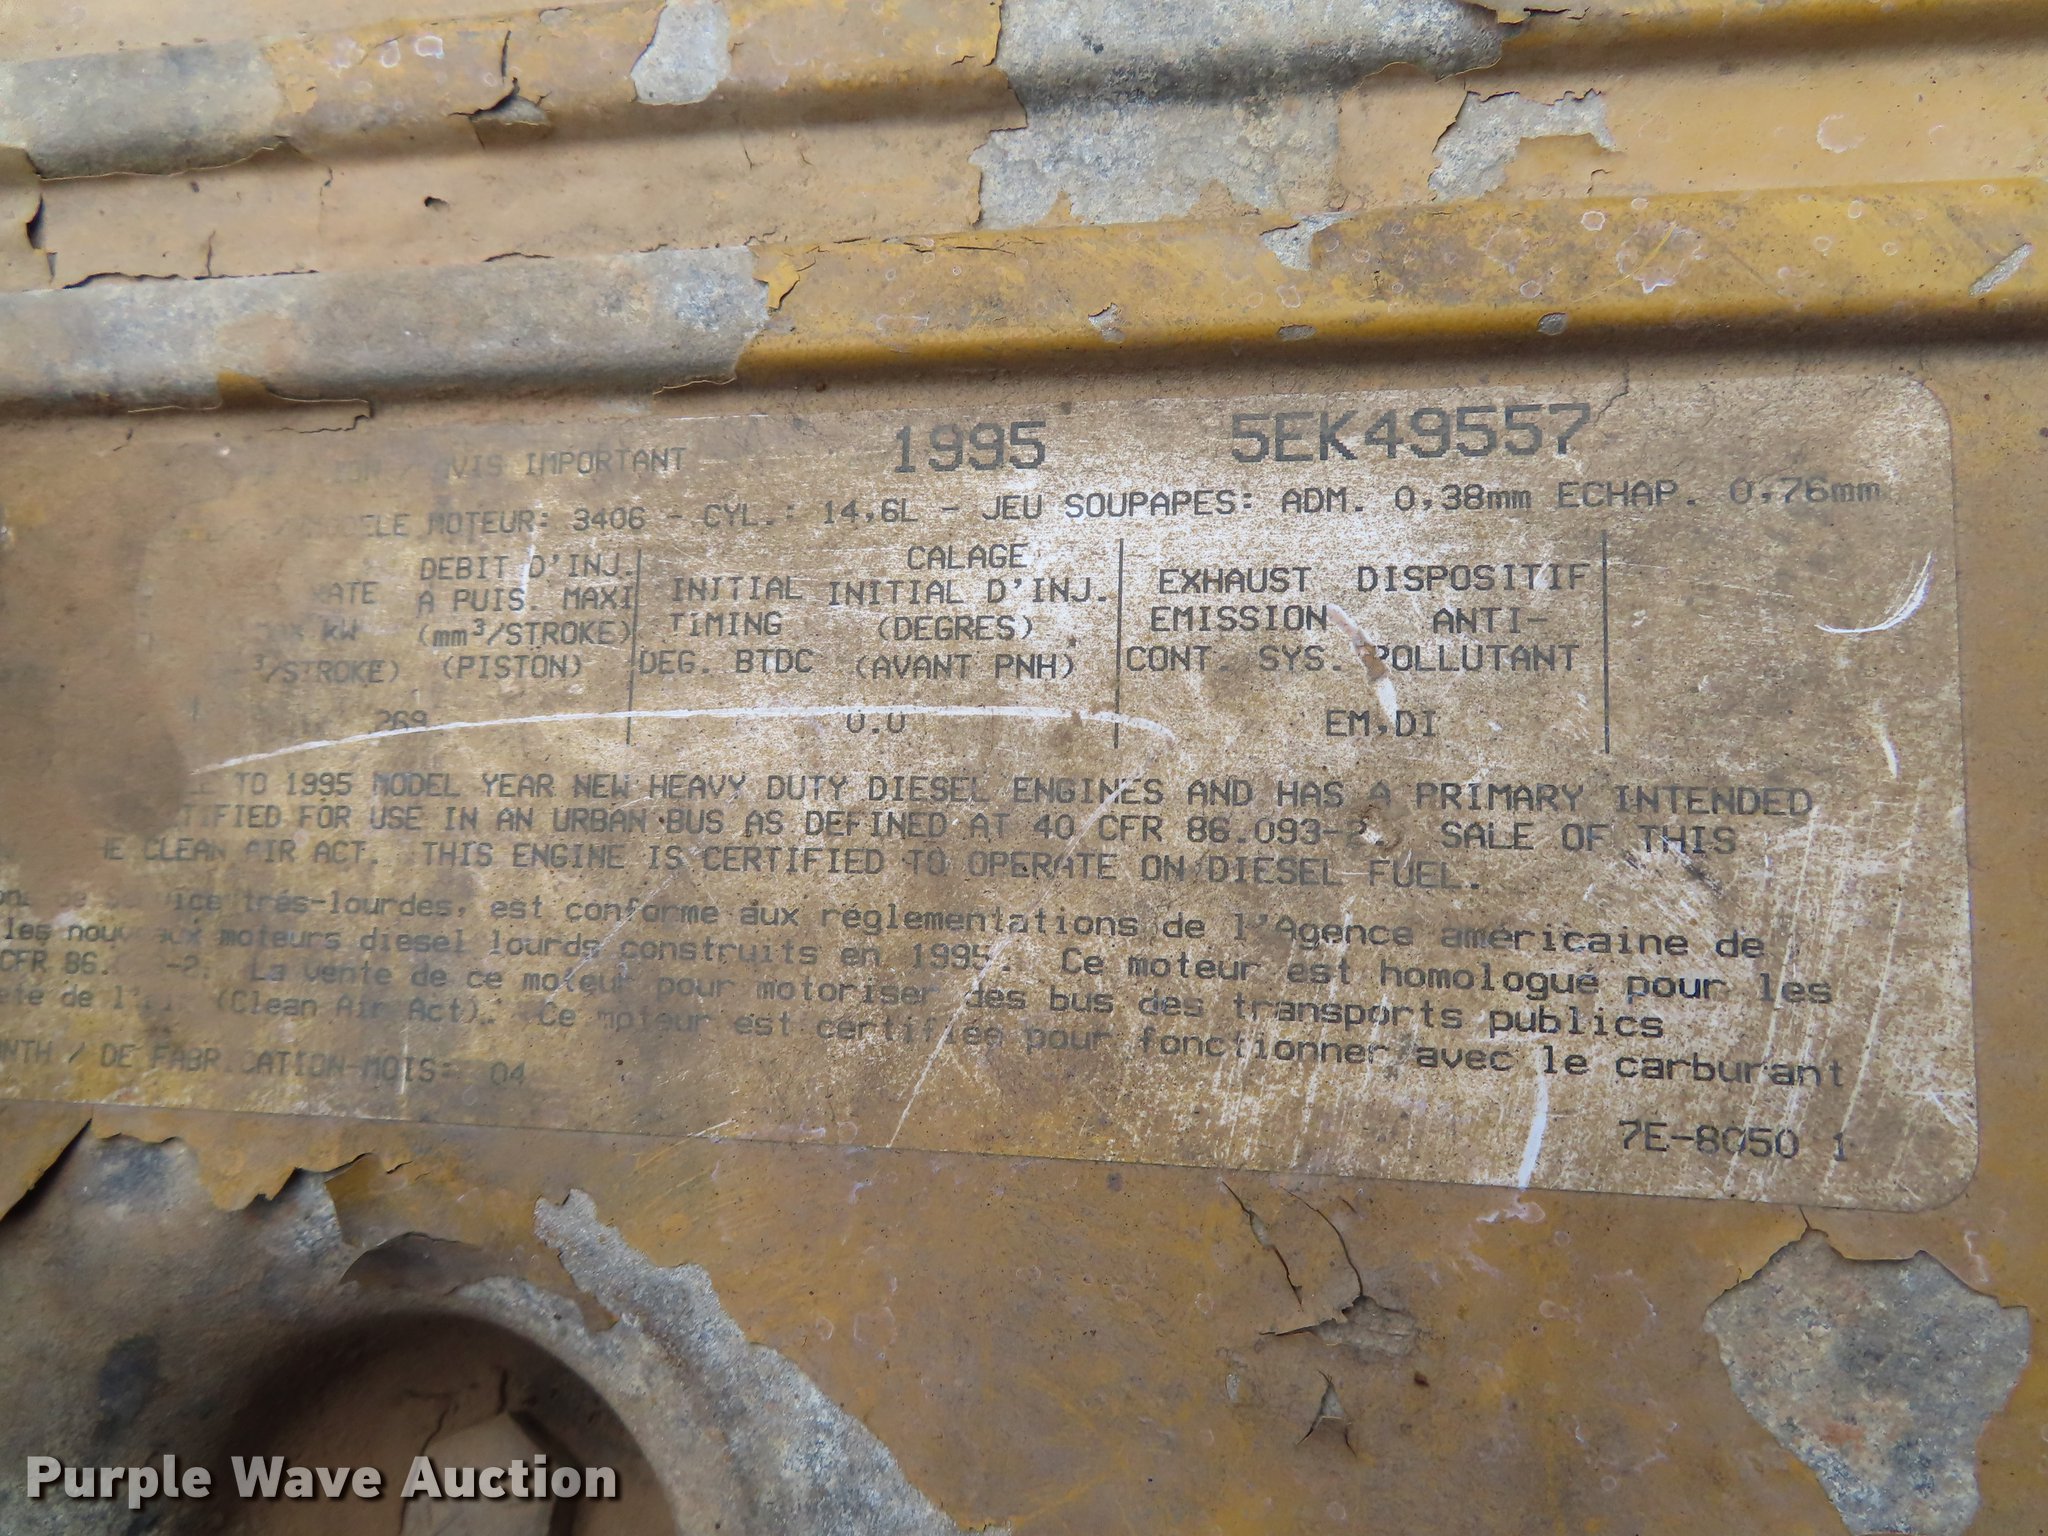 AVIS IMPORTANT 1995 5EK49557
MOTEUR: 3406 - CYL.: 14,6L - JEU SOUPAPES: ADM. 0,38mm ECHAP. 0,76mm
DEBIT D'INJ. CALAGE
A PUIS. MAXI INITIAL INITIAL D'INJ. EXHAUST DISPOSITIF
kW (mm³/STROKE) TIMING (DEGRES) EMISSION ANTI-
/STROKE) (PISTON) DEG. BTDC (AVANT PNH) CONT. SYS. POLLUTANT
269 0.0 EM,DI
TO 1995 MODEL YEAR NEW HEAVY DUTY DIESEL ENGINES AND HAS A PRIMARY INTENDED
FOR USE IN AN URBAN BUS AS DEFINED AT 40 CFR 86.093-2. SALE OF THIS
CLEAN AIR ACT. THIS ENGINE IS CERTIFIED TO OPERATE ON DIESEL FUEL.
service très-lourdes, est conforme aux réglementations de l'Agence américaine de
les nouveaux moteurs diesel lourds construits en 1995. Ce moteur est homologué pour les
CFR 86. -2. La vente de ce moteur pour motoriser des bus des transports publics
de (Clean Air Act). Ce moteur est certifiée pour fonctionner avec le carburant
/ DE FABRICATION-MOIS: 04
7E-8050 1
Purple Wave Auction